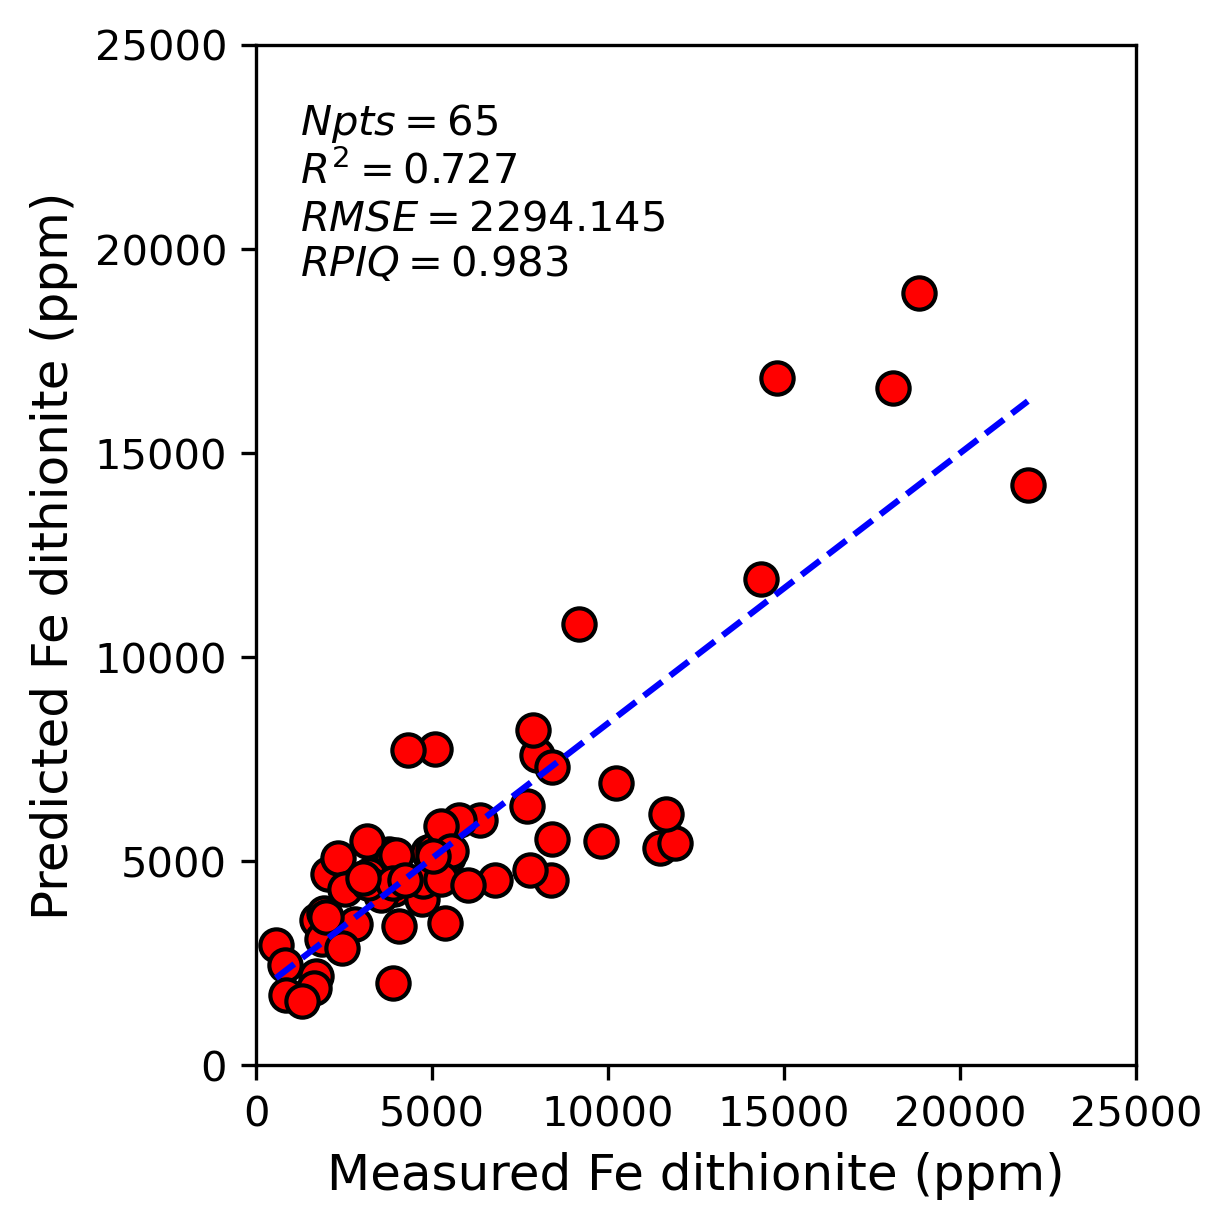 25000
20000
15000
10000
5000
0
Predicted Fe dithionite (ppm)
Npts = 65
R² = 0.727
RMSE = 2294.145
RPIQ = 0.983
0 5000 10000 15000 20000 25000
Measured Fe dithionite (ppm)